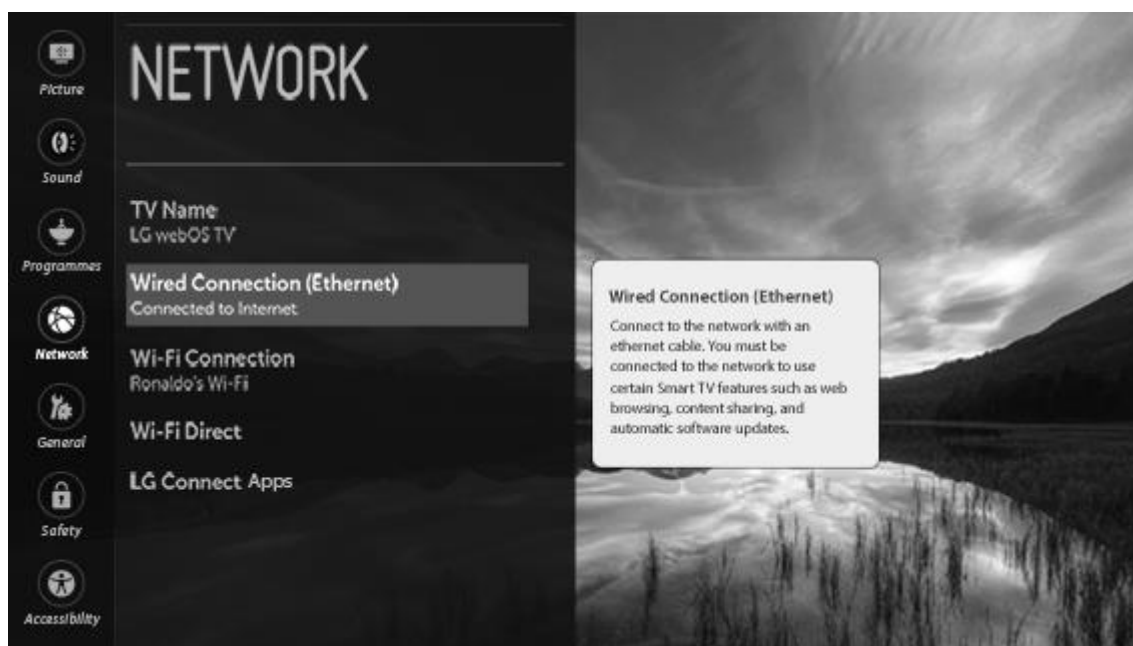 Picture
Sound
Programmes
Network
General
Safety
Accessibility
NETWORK
TV Name
LG webOS TV
Wired Connection (Ethernet)
Connected to Internet
Wi-Fi Connection
Ronaldo's Wi-Fi
Wi-Fi Direct
LG Connect Apps
Wired Connection (Ethernet)
Connect to the network with an
ethernet cable. You must be
connected to the network to use
certain Smart TV features such as web
browsing, content sharing, and
automatic software updates.